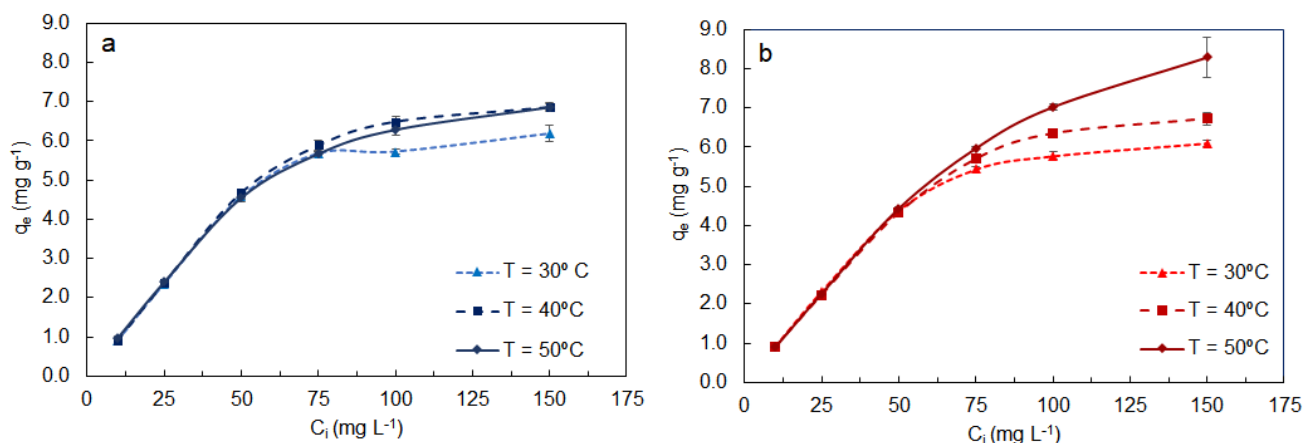 a
9.0
8.0
7.0
6.0
5.0
4.0
3.0
2.0
1.0
0.0
qₑ (mg g⁻¹)
T = 30º C
T = 40ºC
T = 50ºC
0 25 50 75 100 125 150 175
Cᵢ (mg L⁻¹)
b
9.0
8.0
7.0
6.0
5.0
4.0
3.0
2.0
1.0
0.0
qₑ (mg g⁻¹)
T = 30ºC
T = 40ºC
T = 50ºC
0 25 50 75 100 125 150 175
Cᵢ (mg L⁻¹)